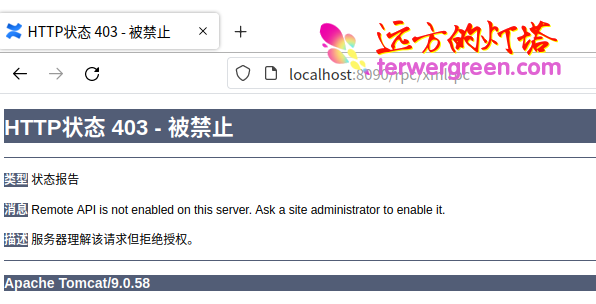 HTTP状态 403 - 被禁止
远方的灯塔
terwergreen.com
localhost:8090/rpc/xmlrpc
HTTP状态 403 - 被禁止
类型 状态报告
消息 Remote API is not enabled on this server. Ask a site administrator to enable it.
描述 服务器理解该请求但拒绝授权。
Apache Tomcat/9.0.58